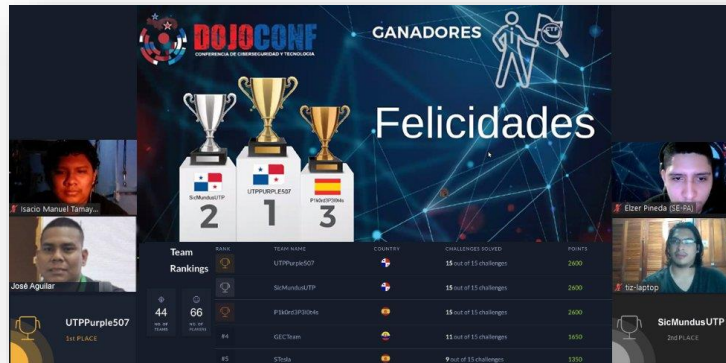 DOJOCONF
CONFERENCIA DE CIBERSEGURIDAD Y TECNOLOGIA
GANADORES
CTF
Felicidades
SicMundusUTP
2
UTPPURPLE507
1
3
Isacio Manuel Tamay...
José Aguilar
Elzer Pineda (SE-PA)
tiz-laptop
Team
Rankings
44
NO. OF
TEAMS
66
NO. OF
PLAYERS
RANK TEAM NAME COUNTRY CHALLENGES SOLVED POINTS
UTPPurple507 15 out of 15 challenges 2600
SicMundusUTP 15 out of 15 challenges 2600
15 out of 15 challenges 2600
#4 GECTeam 11 out of 15 challenges 1650
#5 STesla 9 out of 15 challenges 1350
UTPPurple507
1st PLACE
SicMundusUTP
2nd PLACE